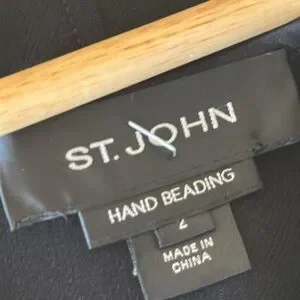 ST. JOHN
HAND BEADING
2
MADE IN
CHINA